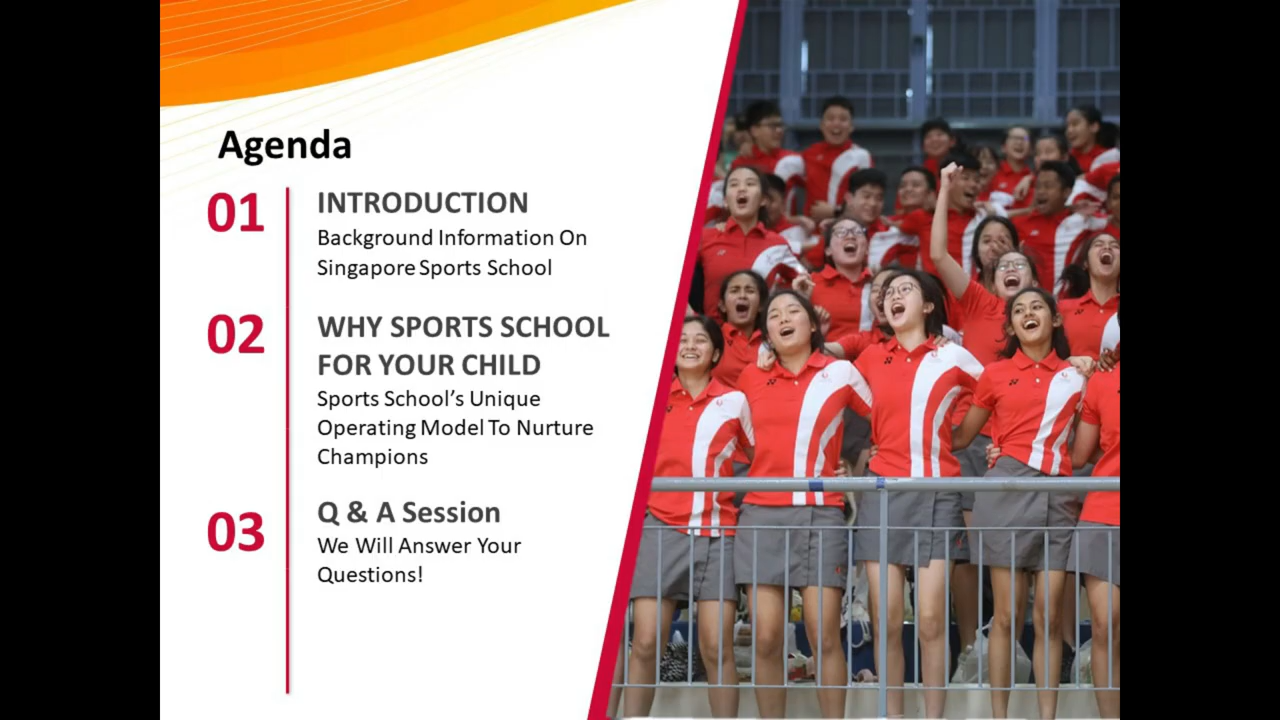 Agenda
01
INTRODUCTION
Background Information On
Singapore Sports School
02
WHY SPORTS SCHOOL
FOR YOUR CHILD
Sports School’s Unique
Operating Model To Nurture
Champions
03
Q & A Session
We Will Answer Your
Questions!